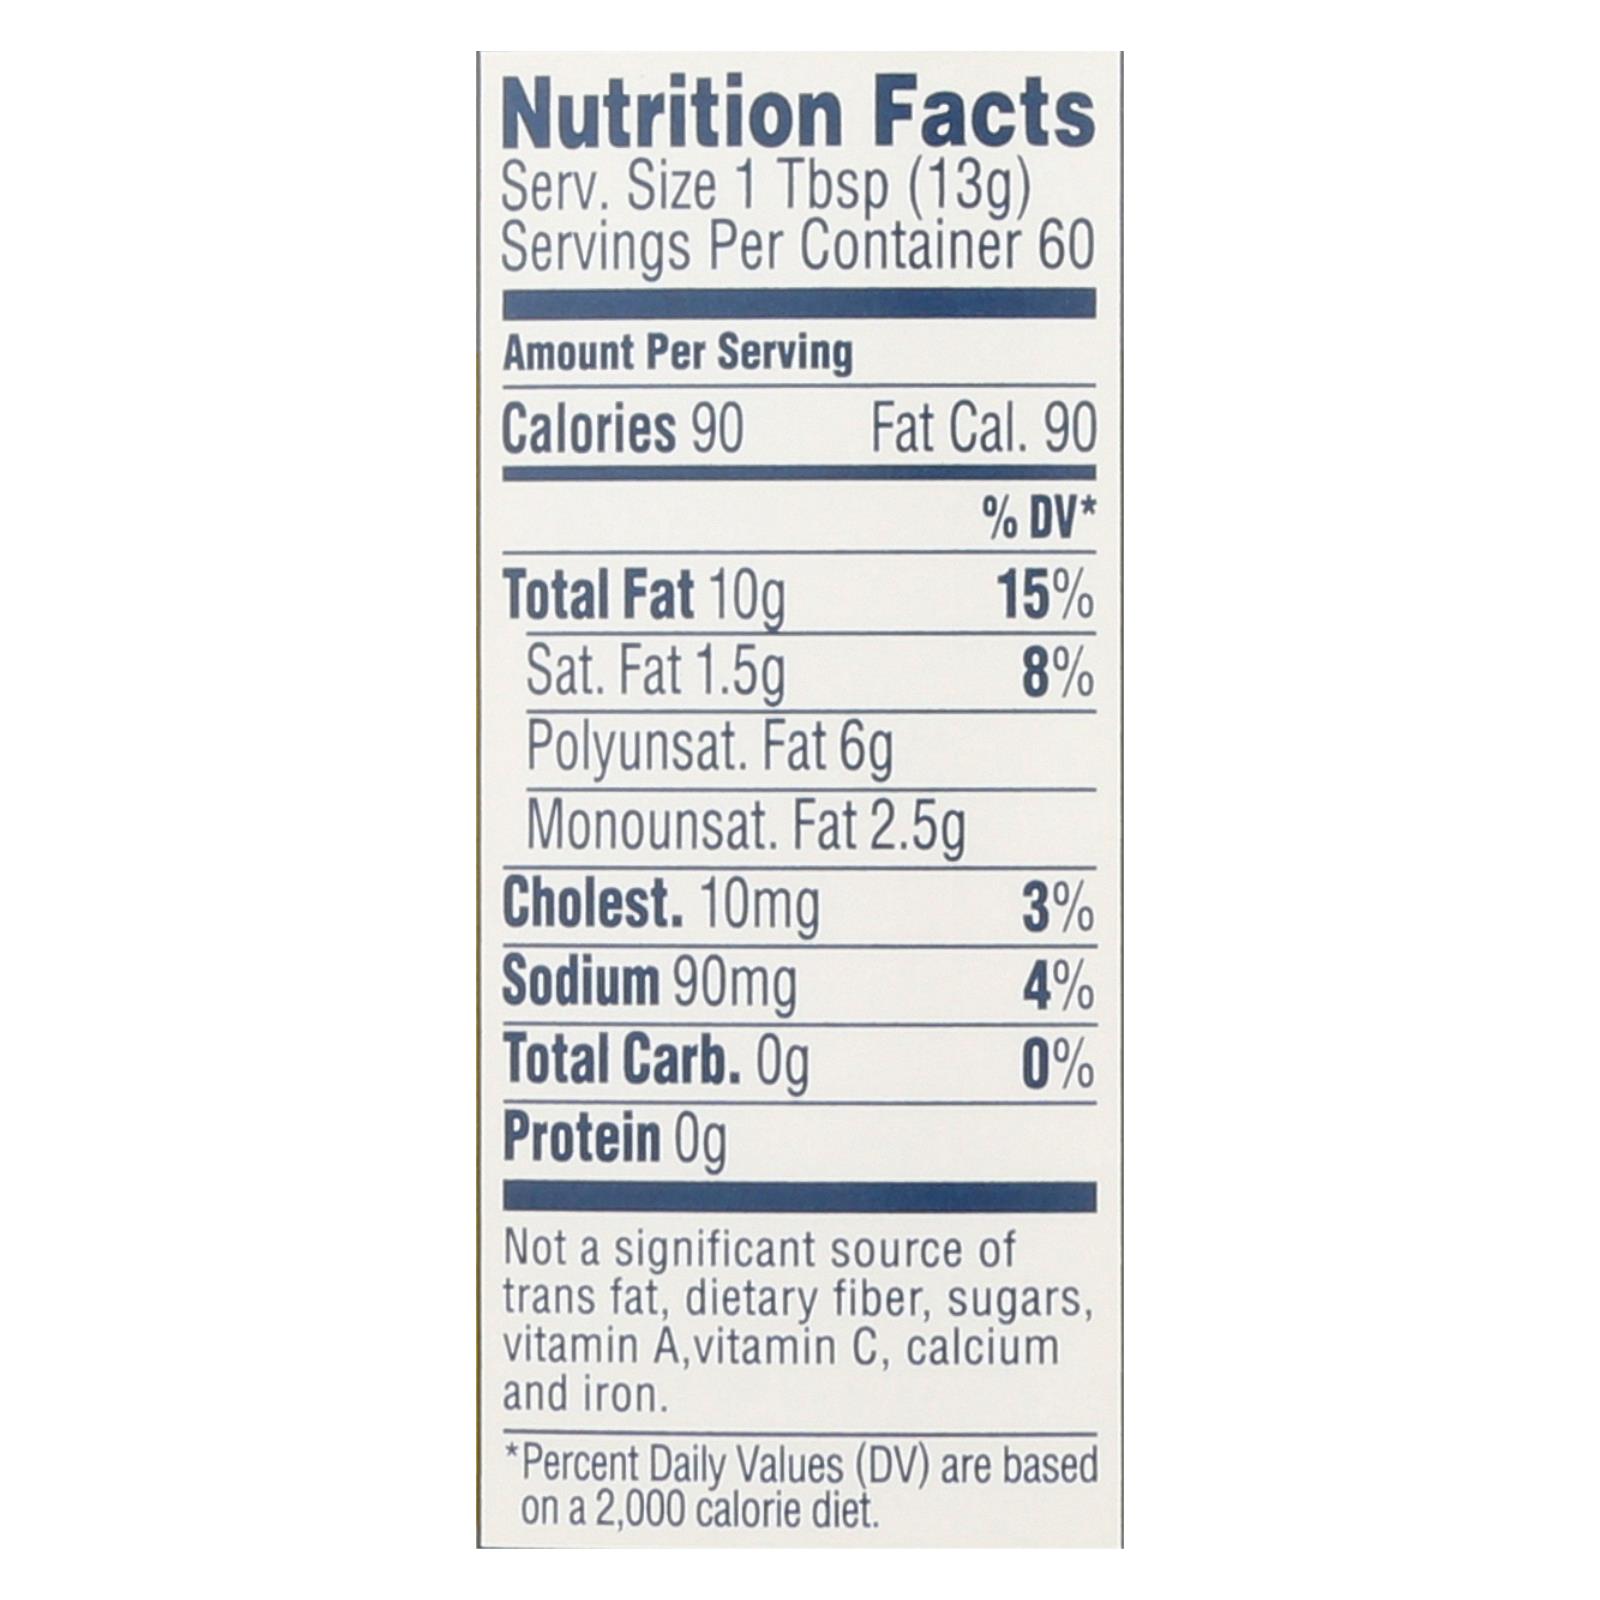 Nutrition Facts
Serv. Size 1 Tbsp (13g)
Servings Per Container 60
Amount Per Serving
Calories 90 Fat Cal. 90
% DV*
Total Fat 10g 15%
Sat. Fat 1.5g 8%
Polyunsat. Fat 6g
Monounsat. Fat 2.5g
Cholest. 10mg 3%
Sodium 90mg 4%
Total Carb. 0g 0%
Protein 0g
Not a significant source of
trans fat, dietary fiber, sugars,
vitamin A,vitamin C, calcium
and iron.
*Percent Daily Values (DV) are based
on a 2,000 calorie diet.